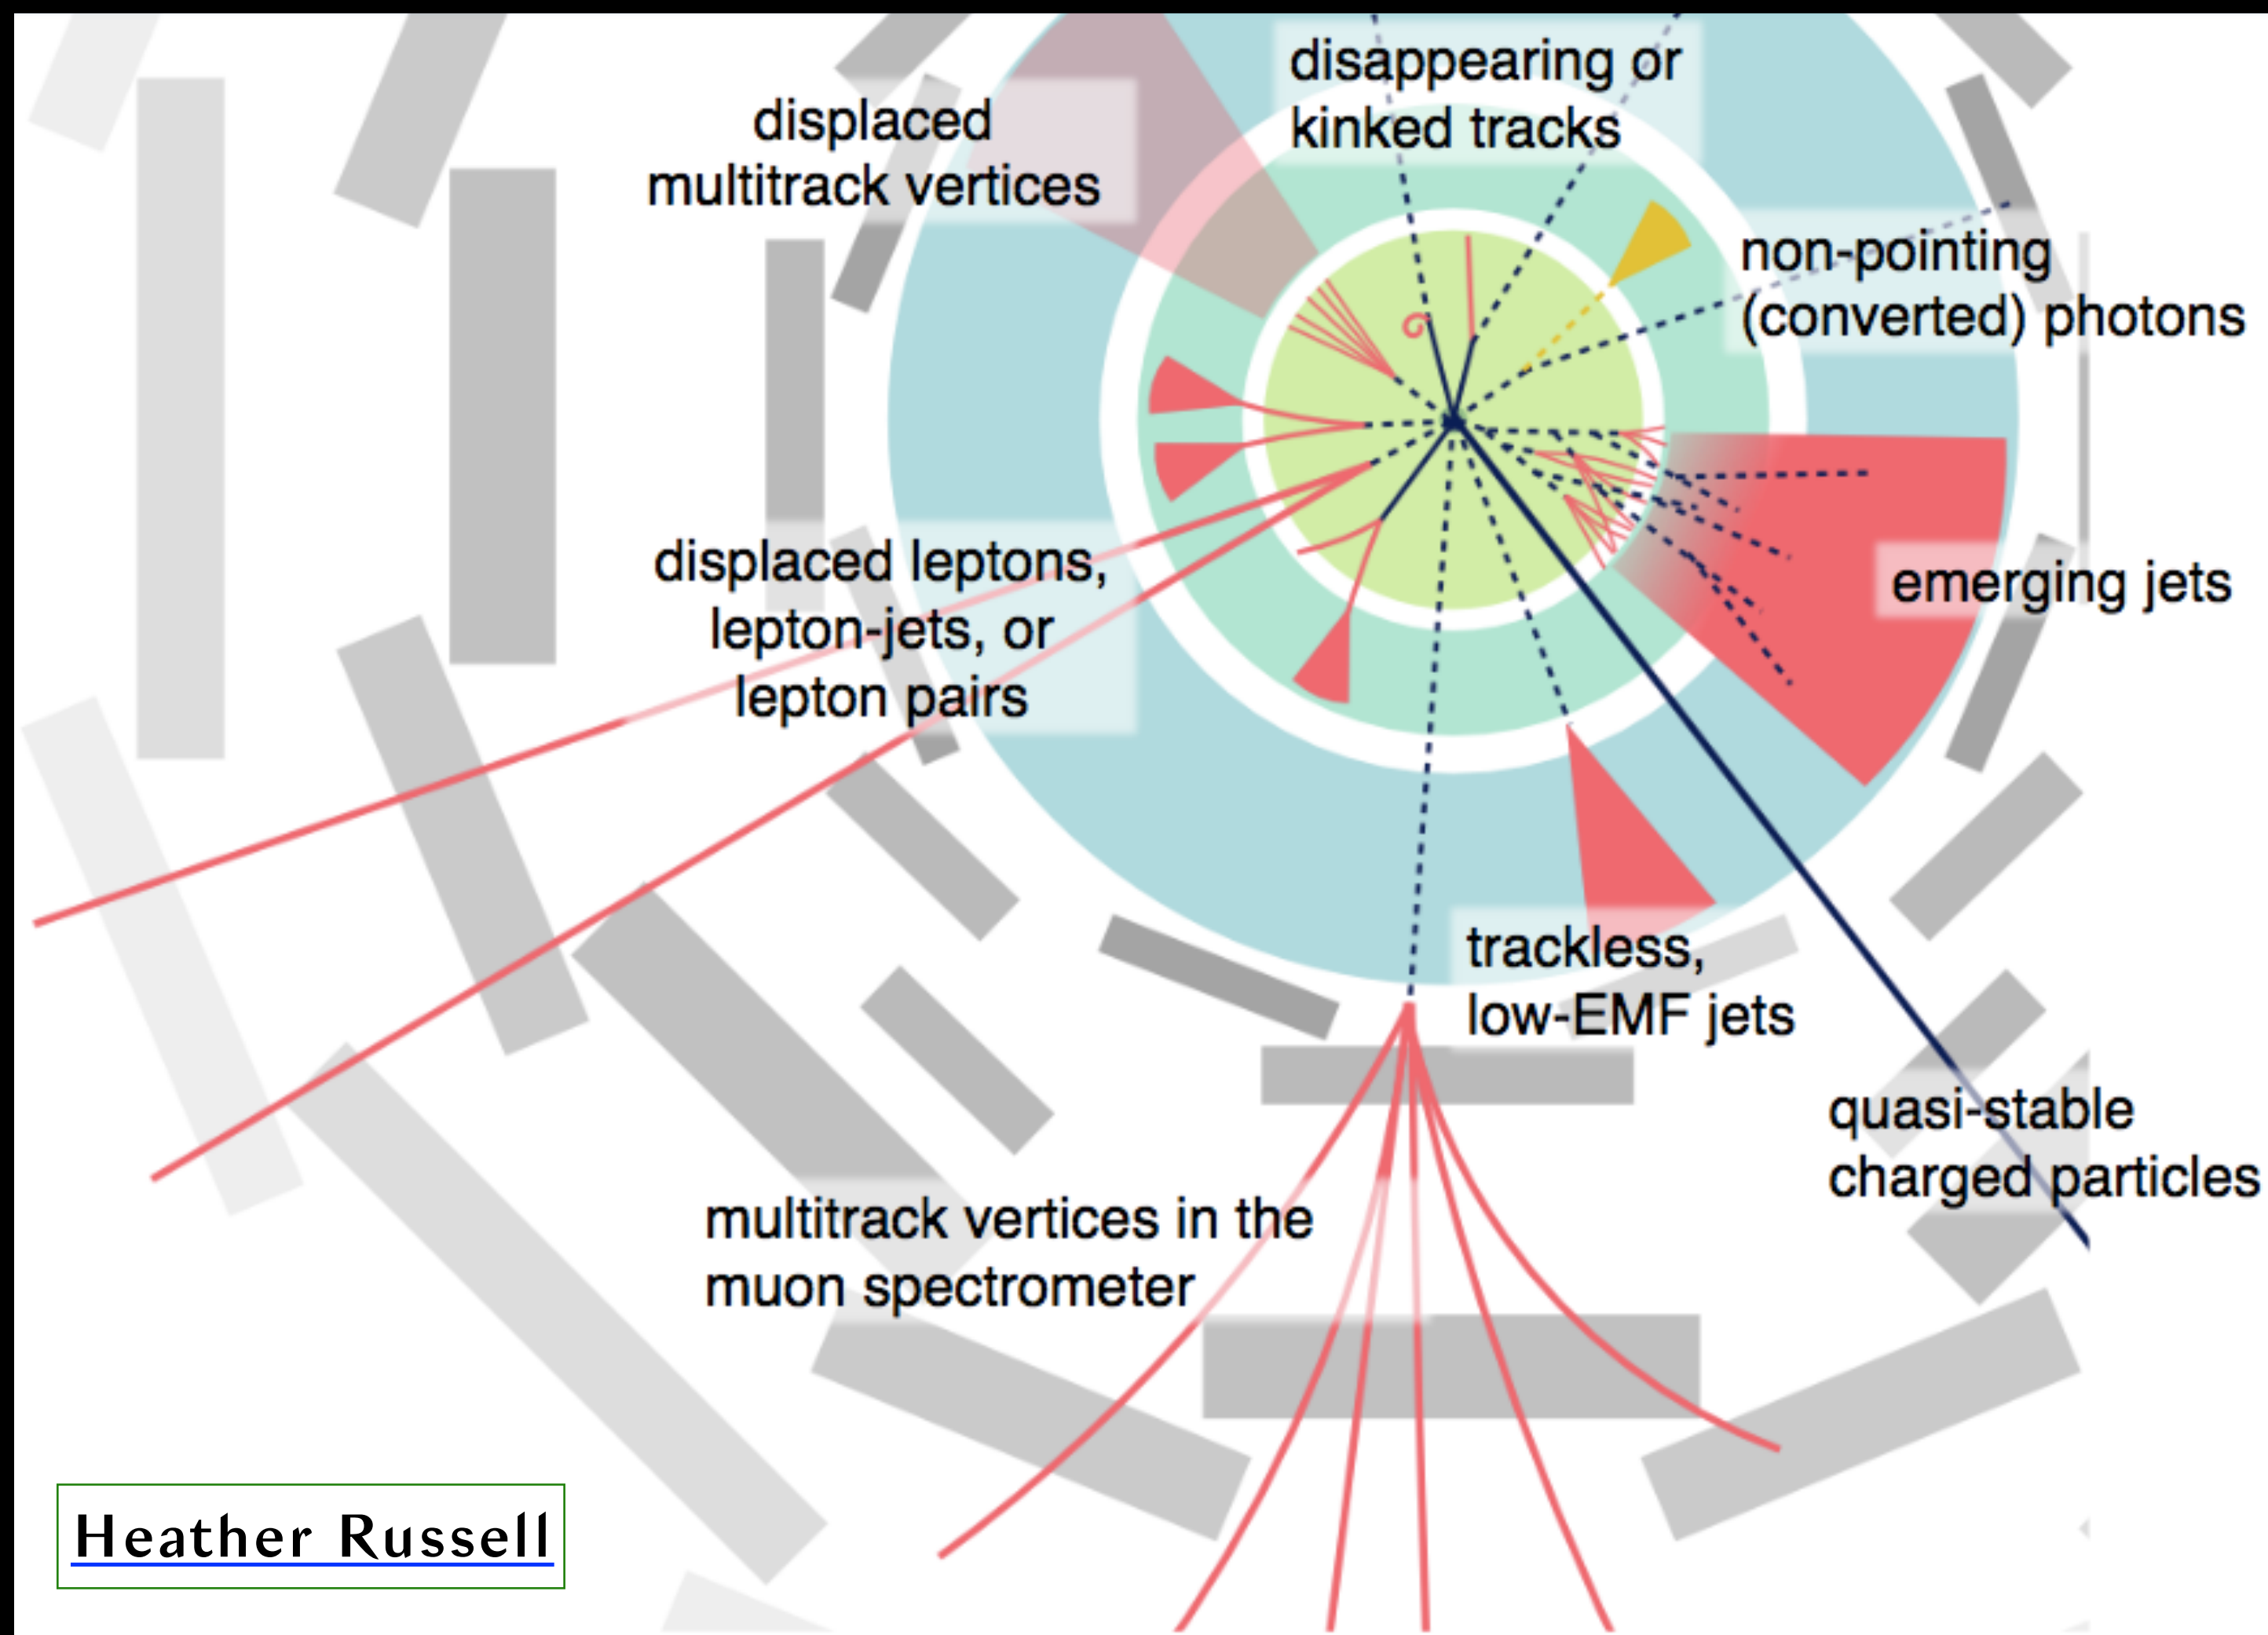 disappearing or
kinked tracks
displaced
multitrack vertices
non-pointing
(converted) photons
displaced leptons,
lepton-jets, or
lepton pairs
emerging jets
trackless,
low-EMF jets
quasi-stable
charged particles
multitrack vertices in the
muon spectrometer
Heather Russell